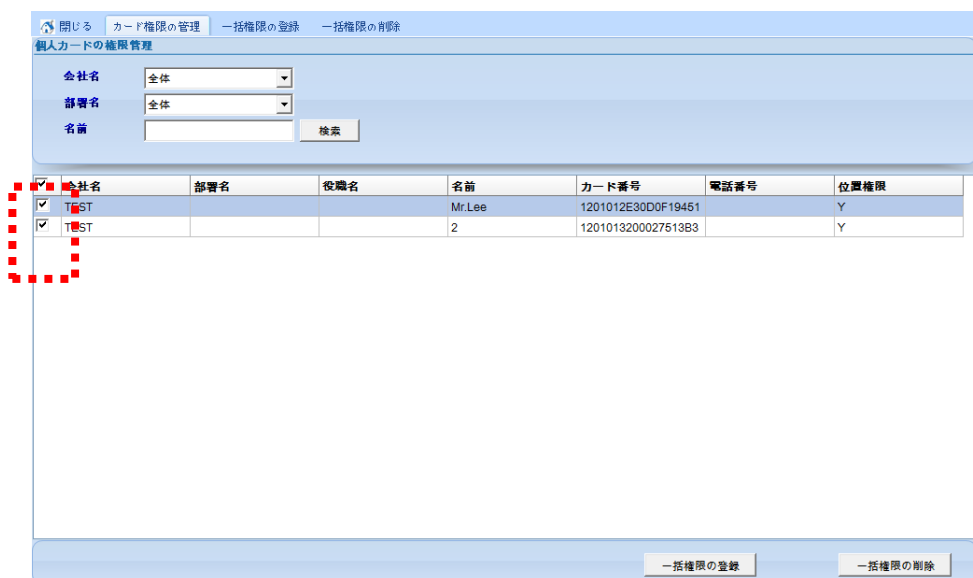 閉じる カード権限の管理 一括権限の登録 一括権限の削除
個人カードの権限管理
会社名 全体
部署名 全体
名前 検索
会社名 部署名 役職名 名前 カード番号 電話番号 位置権限
TEST Mr.Lee 1201012E30D0F19451 Y
TEST 2 1201013200027513B3 Y
一括権限の登録 一括権限の削除